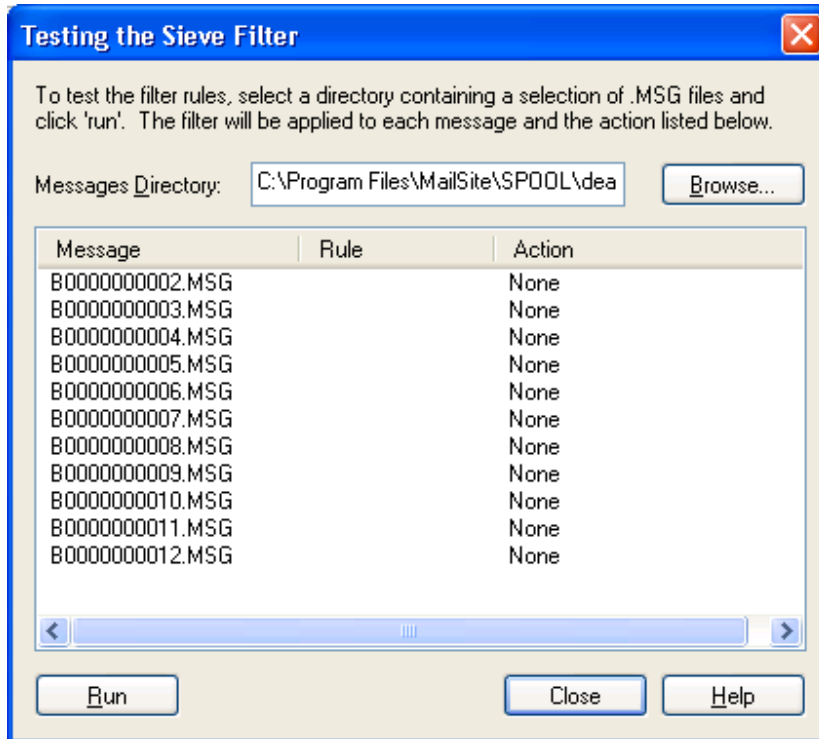 Testing the Sieve Filter
To test the filter rules, select a directory containing a selection of .MSG files and
click 'run'. The filter will be applied to each message and the action listed below.
Messages Directory: C:\Program Files\MailSite\SPOOL\dea Browse...
Message Rule Action
B0000000002.MSG None
B0000000003.MSG None
B0000000004.MSG None
B0000000005.MSG None
B0000000006.MSG None
B0000000007.MSG None
B0000000008.MSG None
B0000000009.MSG None
B0000000010.MSG None
B0000000011.MSG None
B0000000012.MSG None
Run Close Help